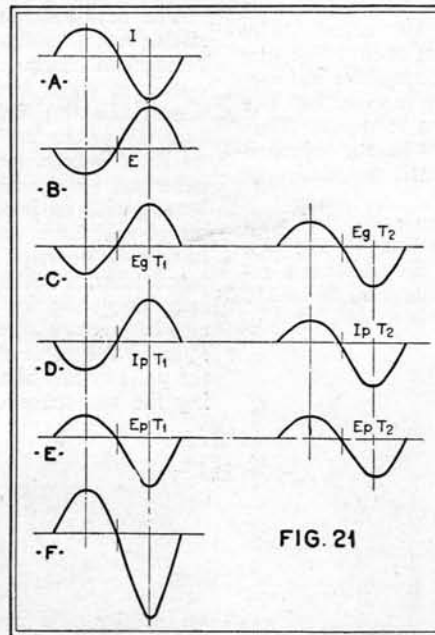 I
-A-
E
-B-
Eg T₁
Eg T₂
-C-
Ip T₁
Ip T₂
-D-
Ep T₁
Ep T₂
-E-
-F-
FIG. 21